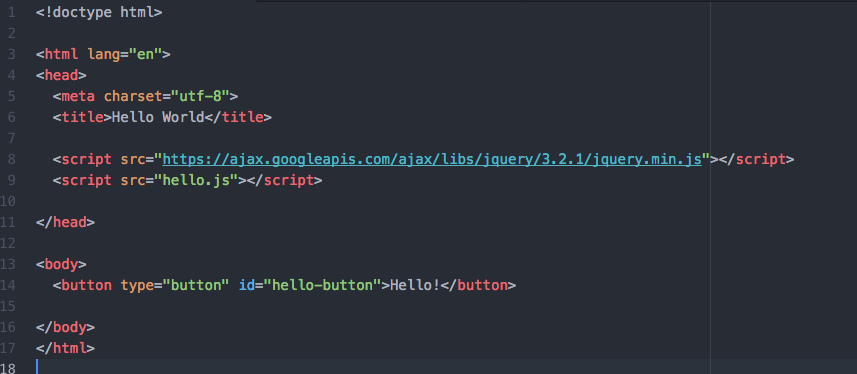 1 <!doctype html>
2
3 <html lang="en">
4 <head>
5   <meta charset="utf-8">
6   <title>Hello World</title>
7
8   <script src="https://ajax.googleapis.com/ajax/libs/jquery/3.2.1/jquery.min.js"></script>
9   <script src="hello.js"></script>
10
11 </head>
12
13 <body>
14   <button type="button" id="hello-button">Hello!</button>
15
16 </body>
17 </html>
18